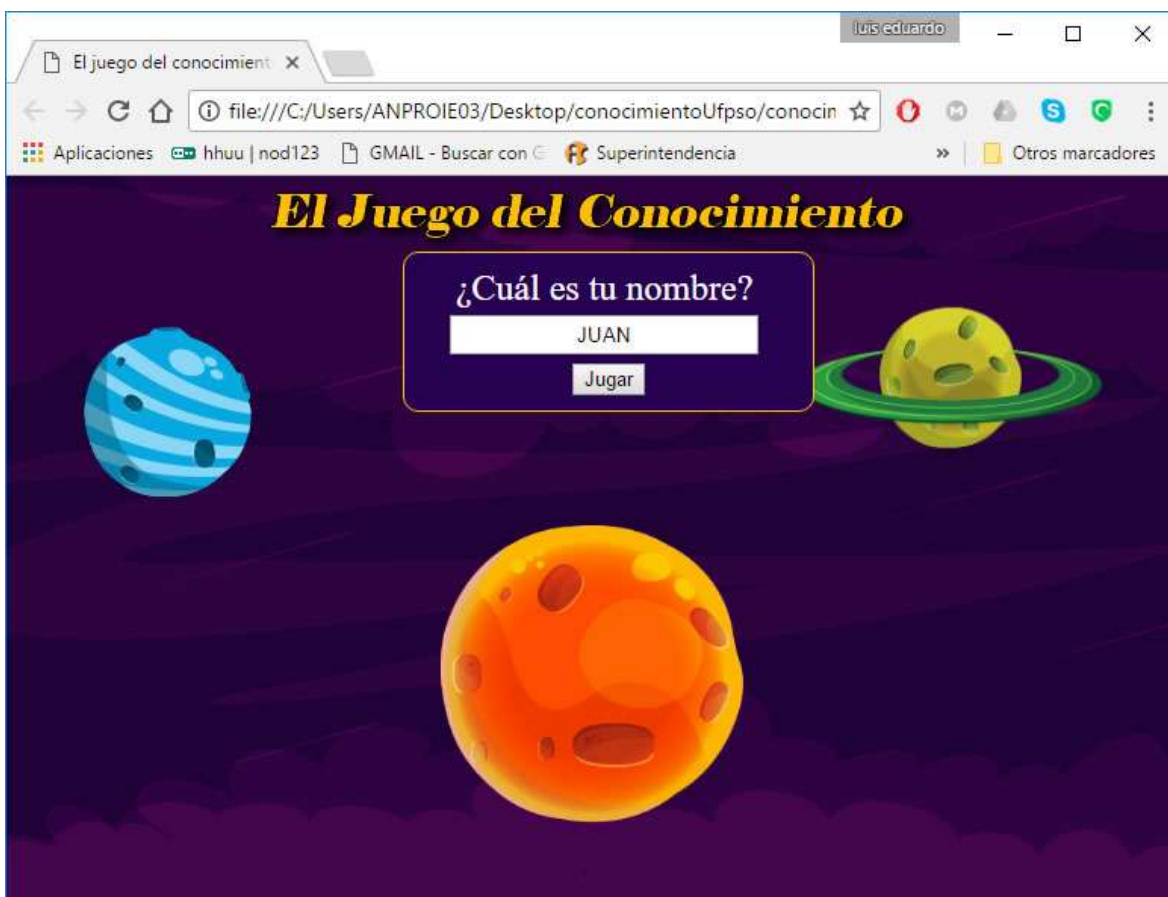 luis eduardo
El juego del conocimient
file:///C:/Users/ANPROIE03/Desktop/conocimientoUfpso/conocin
Aplicaciones hhuu | nod123 GMAIL - Buscar con G Superintendencia » Otros marcadores
El Juego del Conocimiento
¿Cuál es tu nombre?
JUAN
Jugar